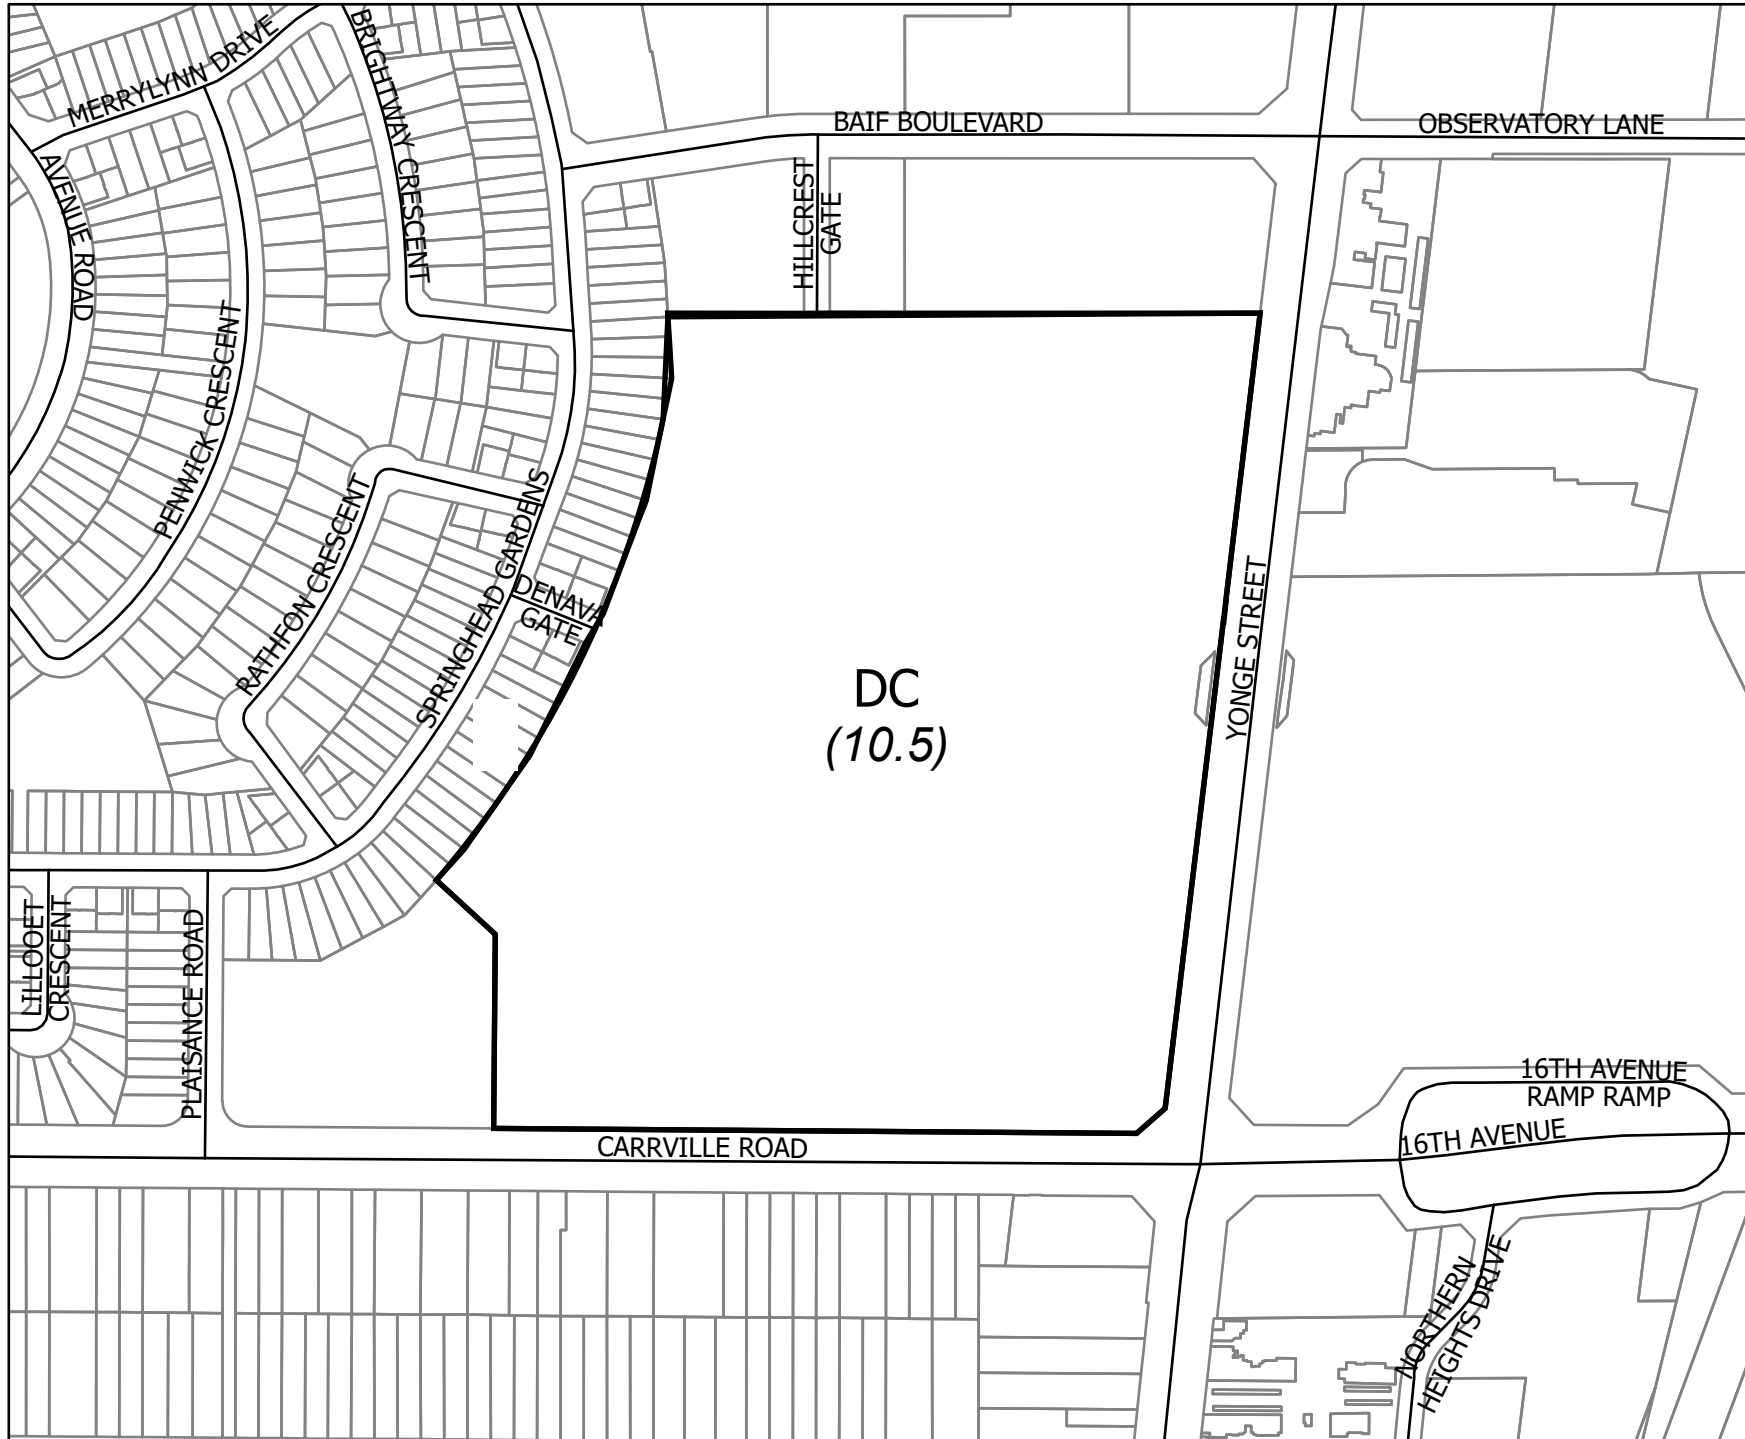 MERRYLYNN DRIVE
BRIGHTWAY CRESCENT
BAIF BOULEVARD
OBSERVATORY LANE
AVENUE ROAD
HILLCREST
GATE
PENWICK CRESCENT
RATHFON CRESCENT
SPRINGHEAD GARDENS
DENAVA
GATE
YONGE STREET
DC
(10.5)
LILLOOET
CRESCENT
PLAISANCE ROAD
CARRVILLE ROAD
16TH AVENUE
RAMP RAMP
16TH AVENUE
NORTHERN
HEIGHTS DRIVE